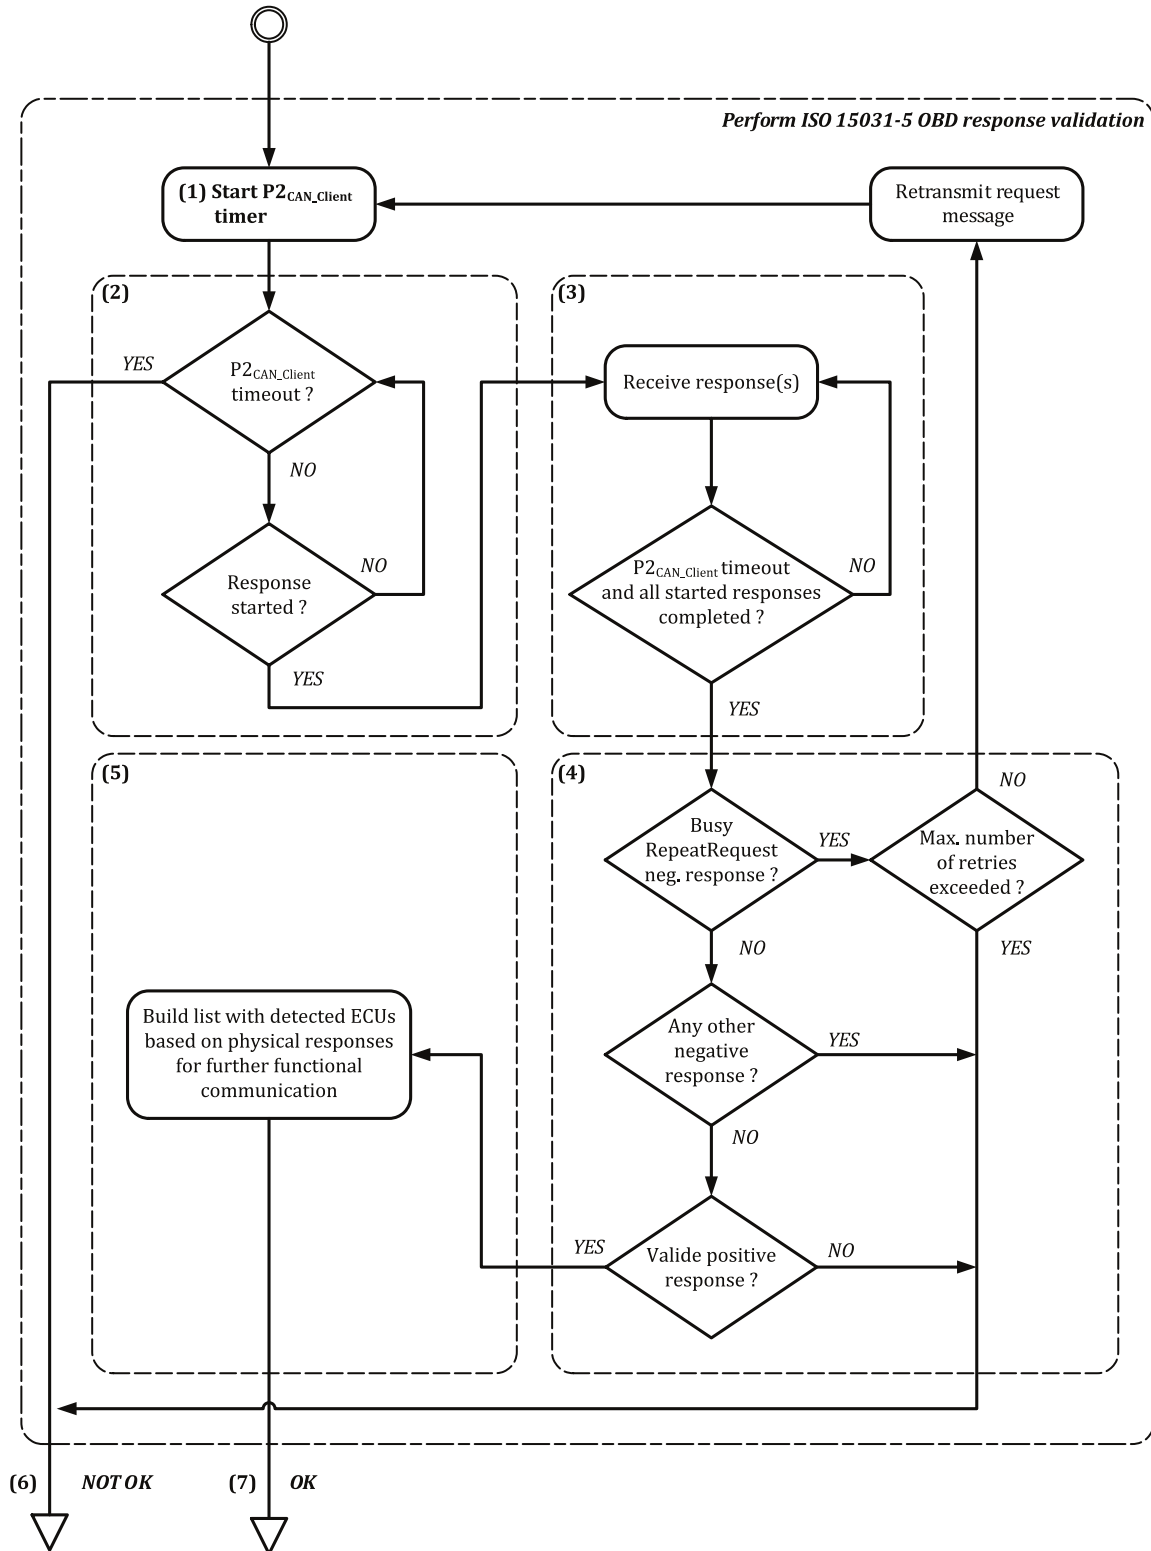 Perform ISO 15031-5 OBD response validation
(1) Start P2CAN_Client
timer
Retransmit request
message
(2)
YES
P2CAN_Client
timeout ?
NO
Response
started ?
NO
YES
(3)
Receive response(s)
P2CAN_Client timeout
and all started responses
completed ?
NO
YES
(4)
Busy
RepeatRequest
neg. response ?
YES
Max. number
of retries
exceeded ?
NO
YES
NO
Any other
negative
response ?
YES
NO
Valide positive
response ?
NO
YES
(5)
Build list with detected ECUs
based on physical responses
for further functional
communication
(6) NOT OK
(7) OK